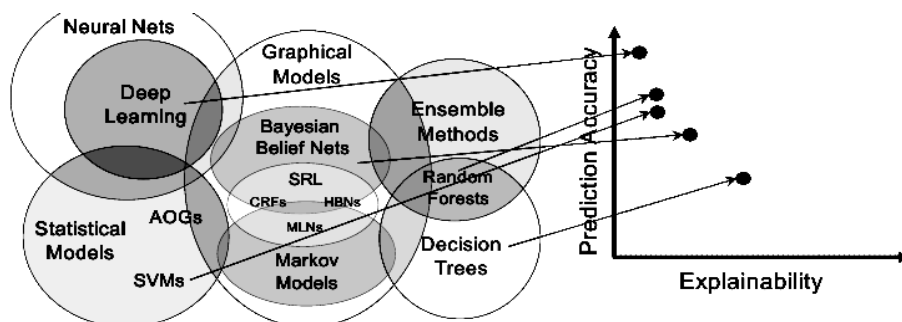 Neural Nets
Deep
Learning
Graphical
Models
Bayesian
Belief Nets
SRL
CRFs
HBNs
MLNs
Markov
Models
Ensemble
Methods
Random
Forests
Decision
Trees
Statistical
Models
AOGs
SVMs
Prediction Accuracy
Explainability